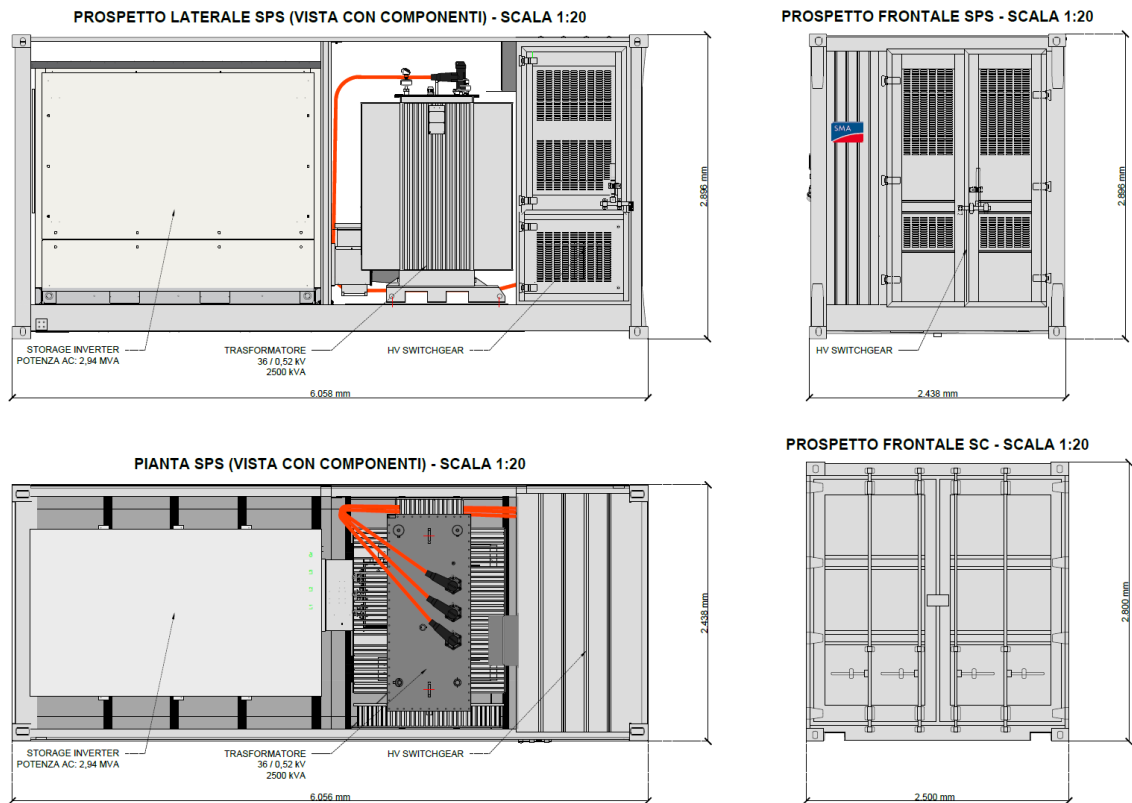 PROSPETTO LATERALE SPS (VISTA CON COMPONENTI) - SCALA 1:20
PROSPETTO FRONTALE SPS - SCALA 1:20
2.896 mm
SMA
2.896 mm
STORAGE INVERTER
POTENZA AC: 2,94 MVA
TRASFORMATORE
36 / 0,52 kV
2500 kVA
HV SWITCHGEAR
HV SWITCHGEAR
6.058 mm
2.438 mm
PIANTA SPS (VISTA CON COMPONENTI) - SCALA 1:20
PROSPETTO FRONTALE SC - SCALA 1:20
2.438 mm
2.800 mm
STORAGE INVERTER
POTENZA AC: 2,94 MVA
TRASFORMATORE
36 / 0,52 kV
2500 kVA
HV SWITCHGEAR
6.056 mm
2.500 mm